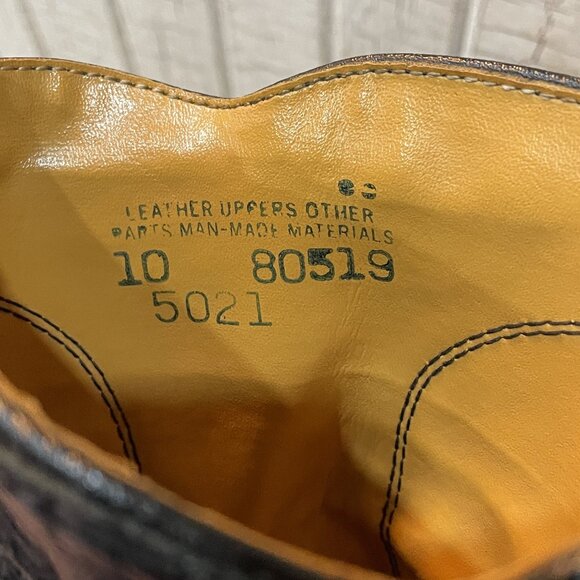 LEATHER UPPERS OTHER
PARTS MAN-MADE MATERIALS
10 80519
5021